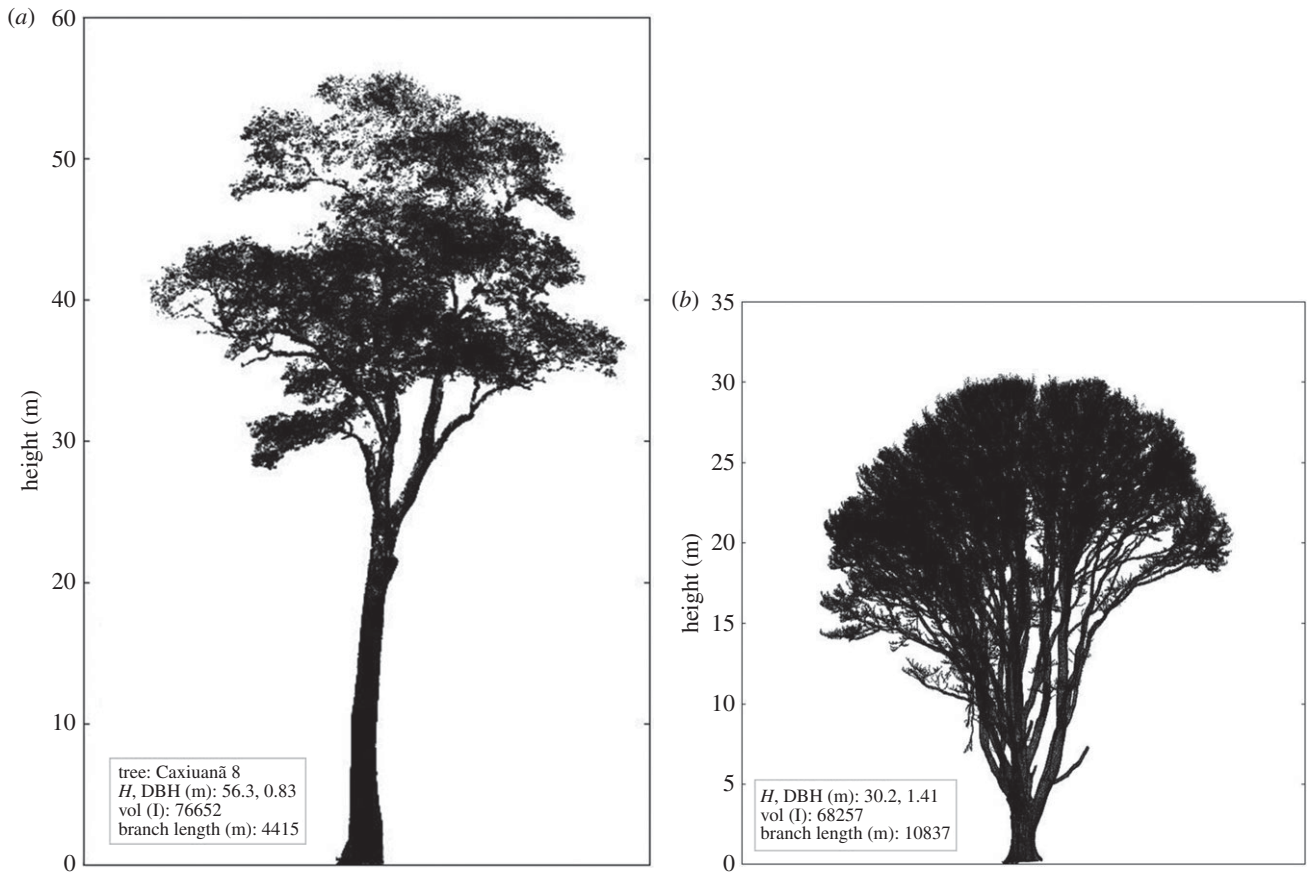 (a)
60
50
40
30
20
10
0
height (m)
tree: Caxiuanã 8
H, DBH (m): 56.3, 0.83
vol (I): 76652
branch length (m): 4415
(b)
35
30
25
20
15
10
5
0
height (m)
H, DBH (m): 30.2, 1.41
vol (I): 68257
branch length (m): 10837